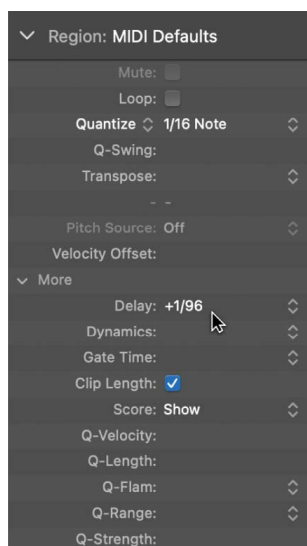 Region: MIDI Defaults
Mute:
Loop:
Quantize 1/16 Note
Q-Swing:
Transpose:
- -
Pitch Source: Off
Velocity Offset:
More
Delay: +1/96
Dynamics:
Gate Time:
Clip Length:
Score: Show
Q-Velocity:
Q-Length:
Q-Flam:
Q-Range:
Q-Strength: